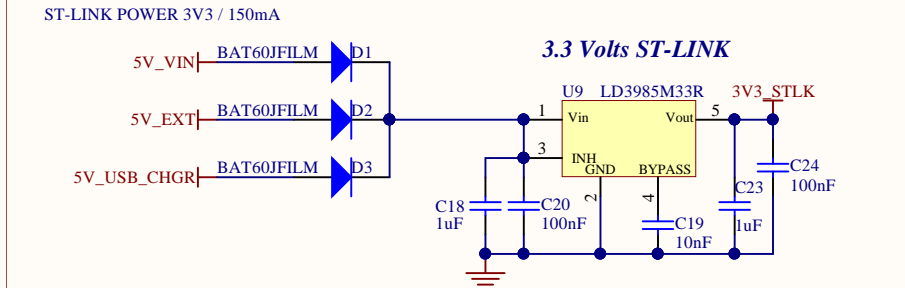 ST-LINK POWER 3V3 / 150mA
3.3 Volts ST-LINK
5V_VIN BAT60JFILM D1
5V_EXT BAT60JFILM D2
5V_USB_CHGR BAT60JFILM D3
U9 LD3985M33R
3V3_STLK
1 Vin Vout 5
3 INH
GND BYPASS
2 4
C18
1uF
C20
100nF
C19
10nF
C23
1uF
C24
100nF